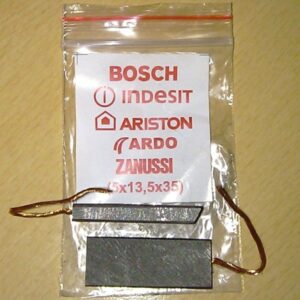 BOSCH
indesit
ARISTON
ARDO
ZANUSSI
(5x13,5x35)